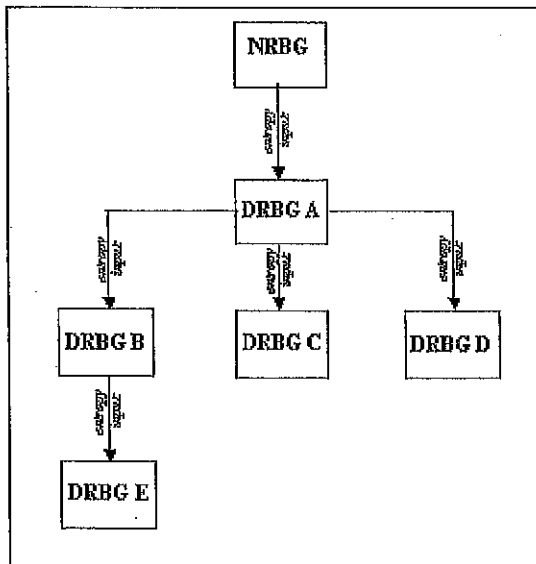 NRBG
entropy
input
DRBG A
entropy
input
entropy
input
entropy
input
DRBG B
DRBG C
DRBG D
entropy
input
DRBG E